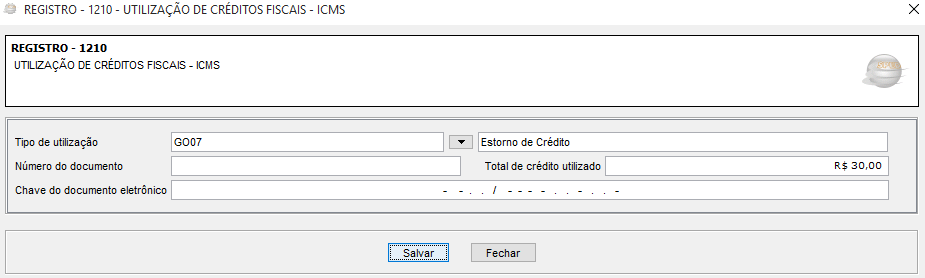 REGISTRO - 1210 - UTILIZAÇÃO DE CRÉDITOS FISCAIS - ICMS
REGISTRO - 1210
UTILIZAÇÃO DE CRÉDITOS FISCAIS - ICMS
Tipo de utilização GO07 Estorno de Crédito
Número do documento Total de crédito utilizado R$ 30,00
Chave do documento eletrônico - - . . / - - - - . . - . . -
Salvar Fechar